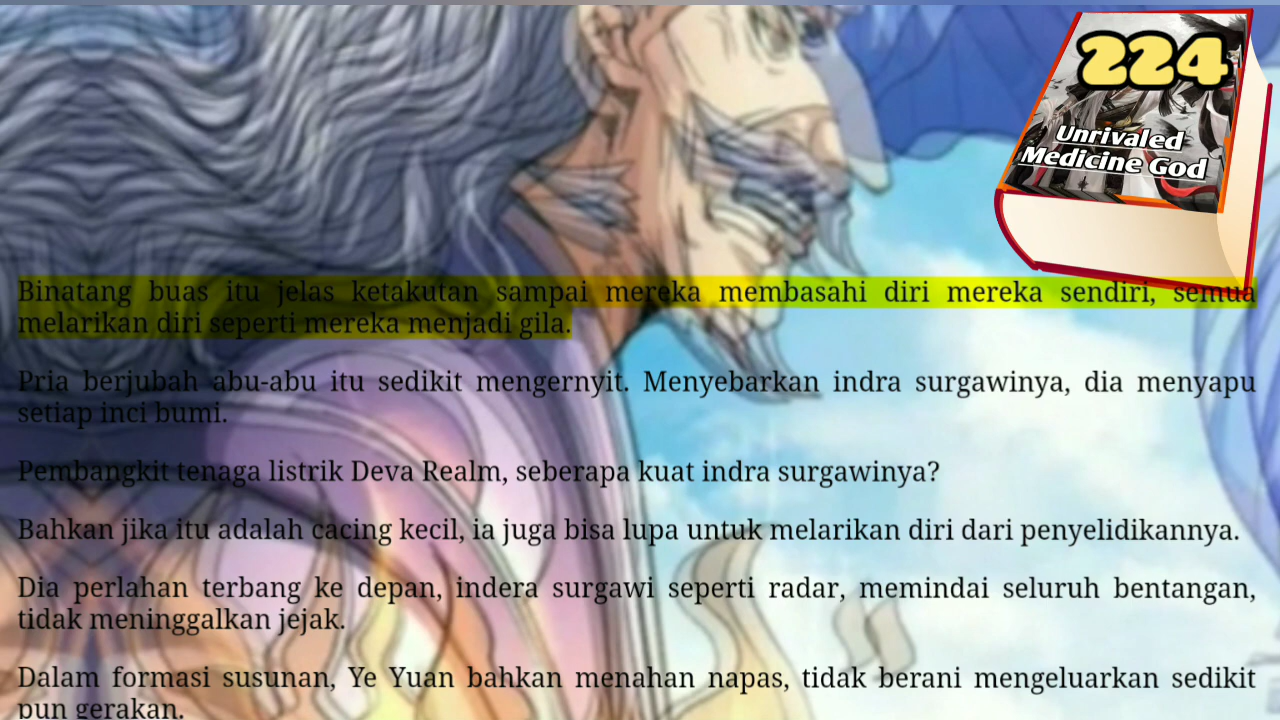 224
Unrivaled
Medicine God
Binatang buas itu jelas ketakutan sampai mereka membasahi diri mereka sendiri, semua
melarikan diri seperti mereka menjadi gila.
Pria berjubah abu-abu itu sedikit mengernyit. Menyebarkan indra surgawinya, dia menyapu
setiap inci bumi.
Pembangkit tenaga listrik Deva Realm, seberapa kuat indra surgawinya?
Bahkan jika itu adalah cacing kecil, ia juga bisa lupa untuk melarikan diri dari penyelidikannya.
Dia perlahan terbang ke depan, indera surgawi seperti radar, memindai seluruh bentangan,
tidak meninggalkan jejak.
Dalam formasi susunan, Ye Yuan bahkan menahan napas, tidak berani mengeluarkan sedikit
pun gerakan.